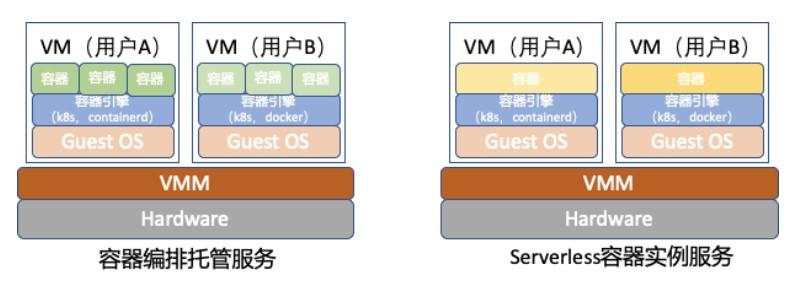 VM（用户A）
容器 容器 容器
容器引擎
（k8s，containerd）
Guest OS
VM（用户B）
容器 容器 容器
容器引擎
（k8s，docker）
Guest OS
VMM
Hardware
容器编排托管服务
VM（用户A）
容器
容器引擎
（k8s，containerd）
Guest OS
VM（用户B）
容器
容器引擎
（k8s，docker）
Guest OS
VMM
Hardware
Serverless容器实例服务